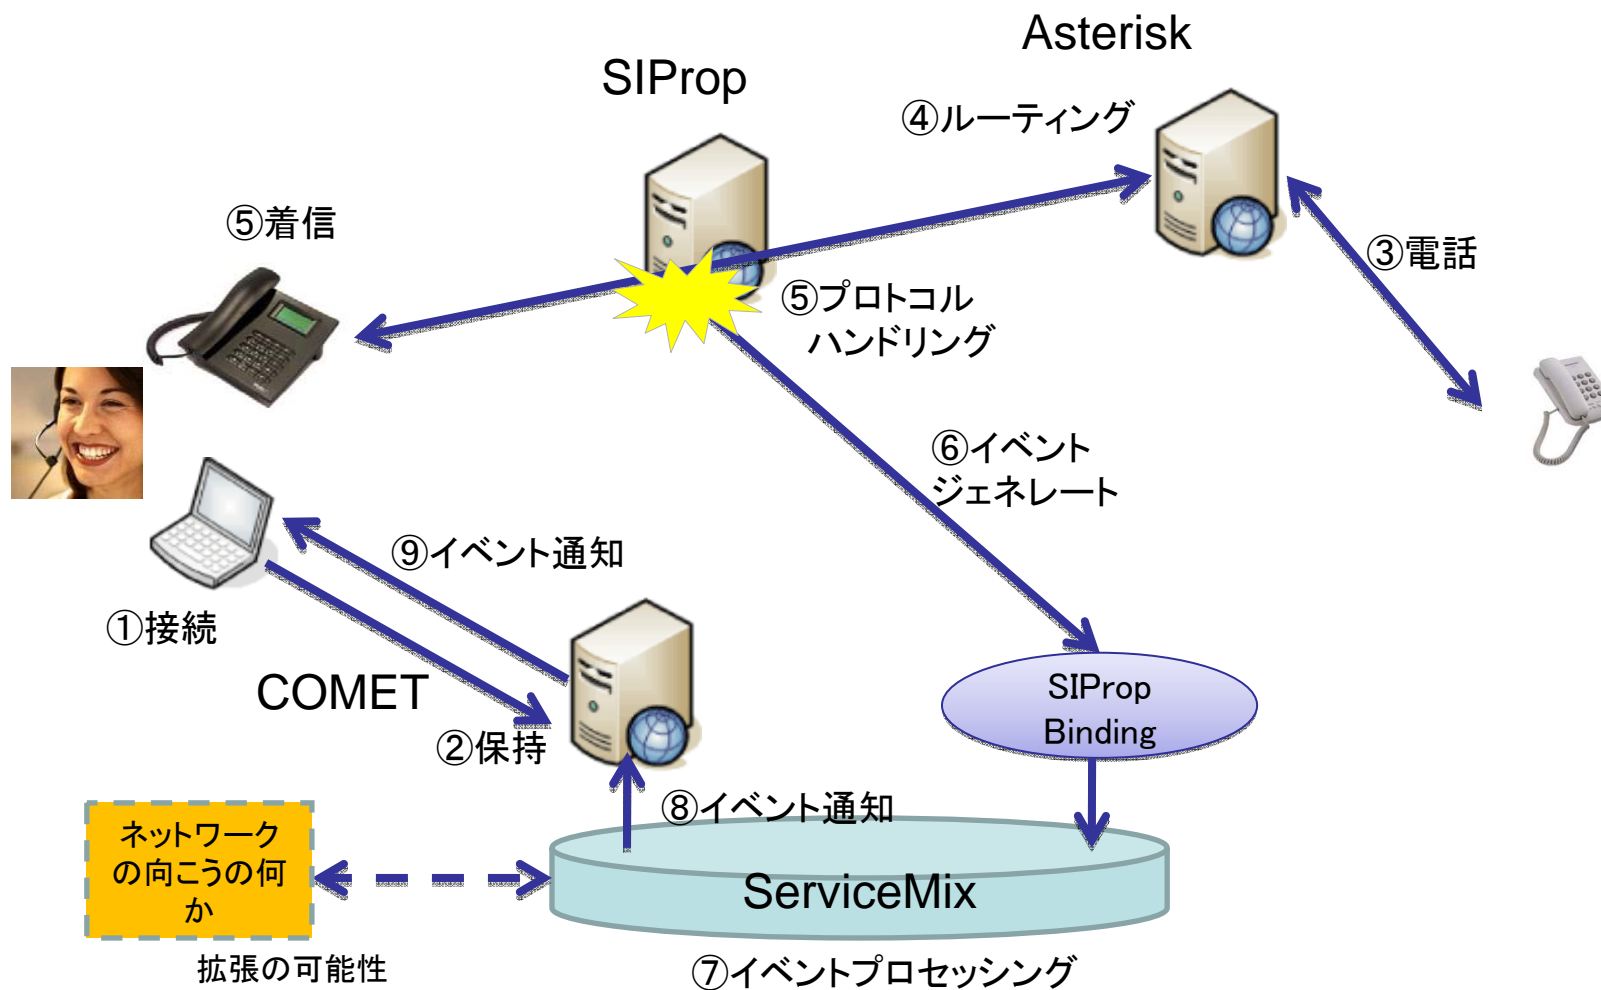 Asterisk
SIProp
④ルーティング
⑤着信
③電話
⑤プロトコル
ハンドリング
⑥イベント
ジェネレート
⑨イベント通知
①接続
COMET
②保持
SIProp
Binding
⑧イベント通知
ネットワーク
の向こうの何
か
ServiceMix
拡張の可能性
⑦イベントプロセッシング